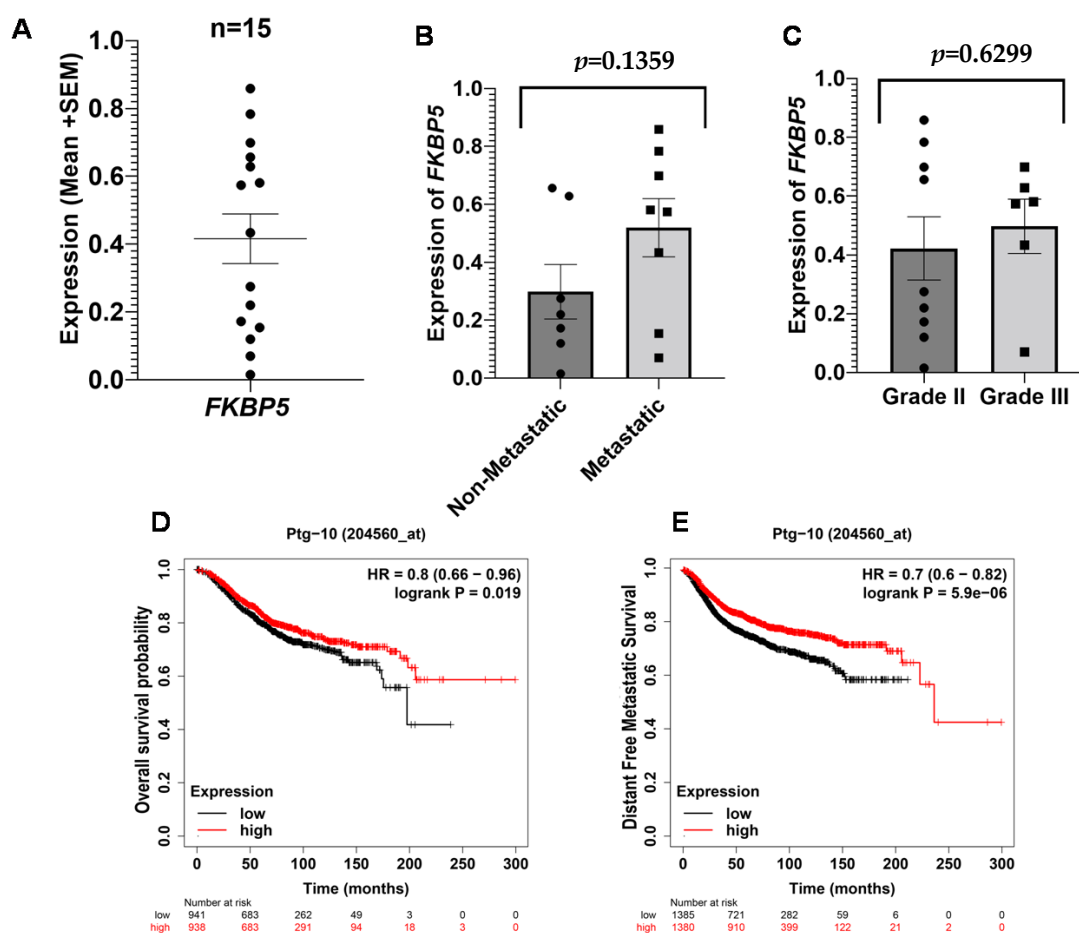 A
n=15
Expression (Mean +SEM)
1.0
0.8
0.6
0.4
0.2
0.0
FKBP5
B
p=0.1359
Expression of FKBP5
1.0
0.8
0.6
0.4
0.2
0.0
Non-Metastatic
Metastatic
C
p=0.6299
Expression of FKBP5
1.0
0.8
0.6
0.4
0.2
0.0
Grade II
Grade III
D
Ptg−10 (204560_at)
HR = 0.8 (0.66 − 0.96)
logrank P = 0.019
Overall survival probability
1.0
0.8
0.6
0.4
0.2
0.0
Expression
low
high
0 50 100 150 200 250 300
Time (months)
Number at risk
low 941 683 262 49 3 0 0
high 938 683 291 94 18 3 0
E
Ptg−10 (204560_at)
HR = 0.7 (0.6 − 0.82)
logrank P = 5.9e−06
Distant Free Metastatic Survival
1.0
0.8
0.6
0.4
0.2
0.0
Expression
low
high
0 50 100 150 200 250 300
Time (months)
Number at risk
low 1385 721 282 59 6 0 0
high 1380 910 399 122 21 2 0